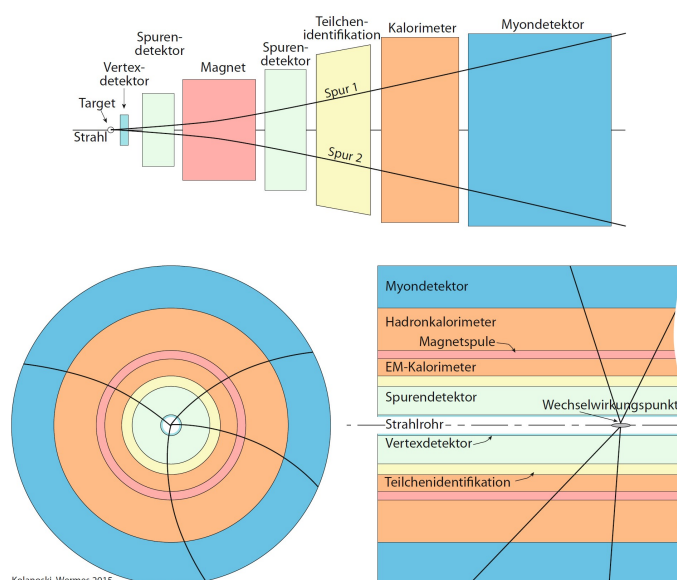 Teilchen-
identifikation
Kalorimeter
Myondetektor
Spuren-
detektor
Spuren-
detektor
Vertex-
detektor
Magnet
Target
Strahl
Spur 1
Spur 2
Myondetektor
Hadronkalorimeter
Magnetspule
EM-Kalorimeter
Spurendetektor
Wechselwirkungspunkt
Strahlrohr
Vertexdetektor
Teilchenidentifikation
Kolanoski, Wermes 2015